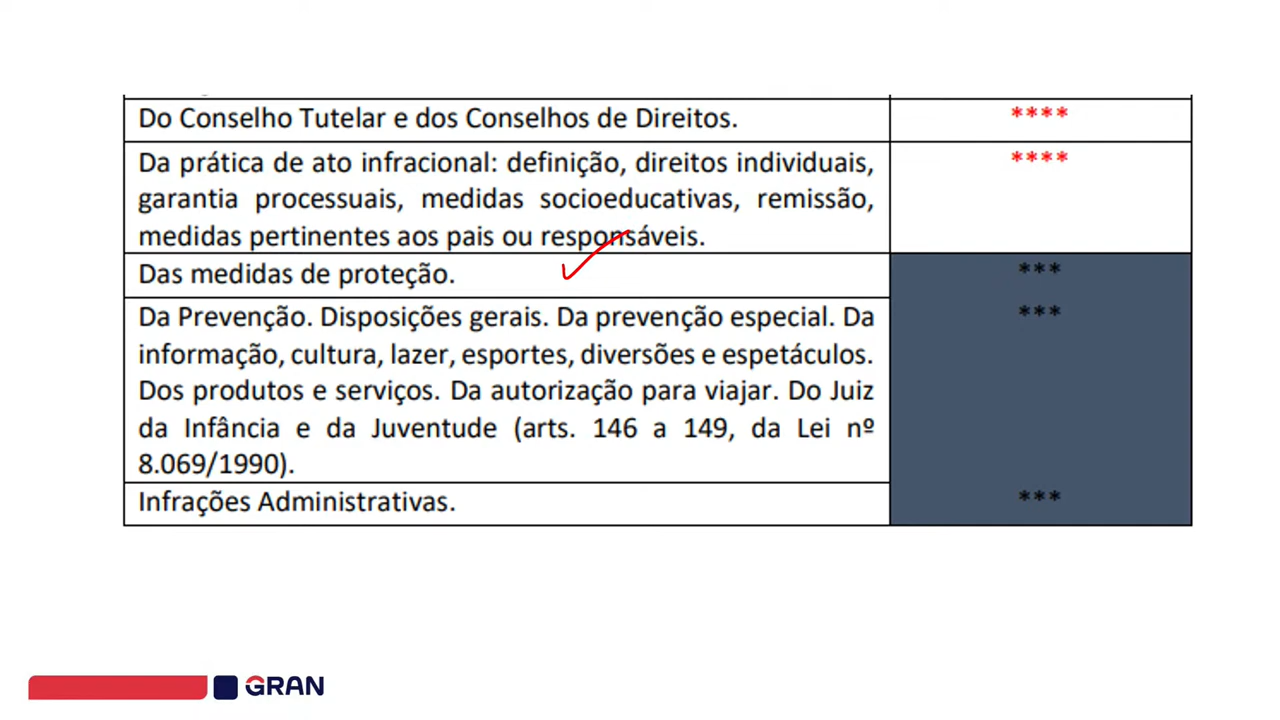 Do Conselho Tutelar e dos Conselhos de Direitos.
****
Da prática de ato infracional: definição, direitos individuais,
garantia processuais, medidas socioeducativas, remissão,
medidas pertinentes aos pais ou responsáveis.
****
Das medidas de proteção.
***
Da Prevenção. Disposições gerais. Da prevenção especial. Da
informação, cultura, lazer, esportes, diversões e espetáculos.
Dos produtos e serviços. Da autorização para viajar. Do Juiz
da Infância e da Juventude (arts. 146 a 149, da Lei nº
8.069/1990).
***
Infrações Administrativas.
***
GRAN